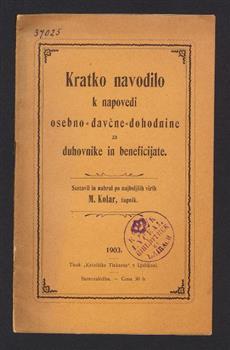 37025
Kratko navodilo
k napovedi
osebno-davčne-dohodnine
za
duhovnike in beneficijate.
Sestavil in nabral po najboljših virih
M. Kolar, župnik.
1903.
Tisk „Katoliške Tiskarne“ v Ljubljani.
Samozaložba. — Cena 30 h.
LAIBACH